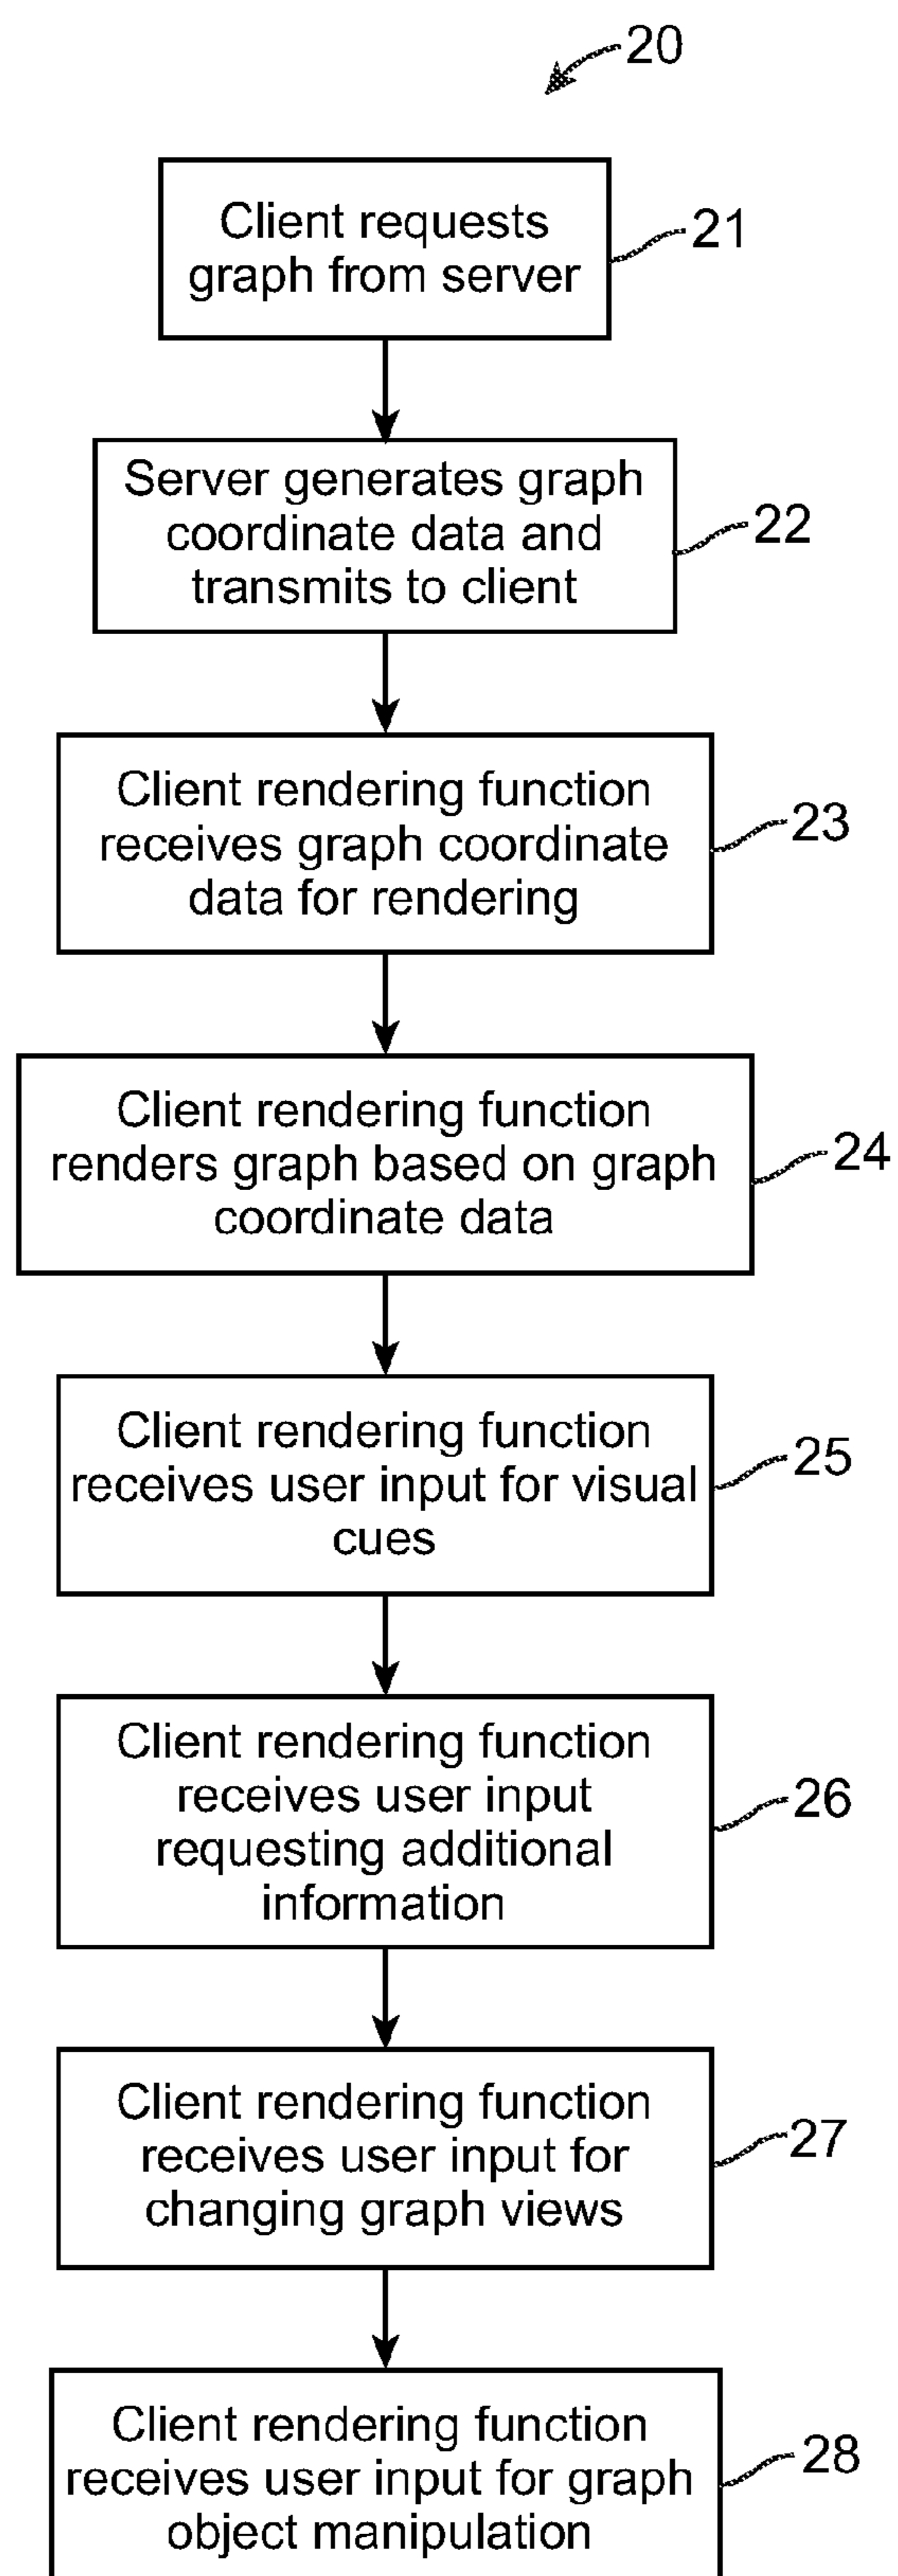 20
Client requests
graph from server
21
Server generates graph
coordinate data and
transmits to client
22
Client rendering function
receives graph coordinate
data for rendering
23
Client rendering function
renders graph based on graph
coordinate data
24
Client rendering function
receives user input for visual
cues
25
Client rendering function
receives user input
requesting additional
information
26
Client rendering function
receives user input for
changing graph views
27
Client rendering function
receives user input for graph
object manipulation
28